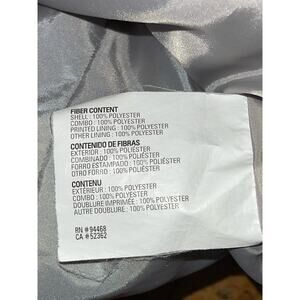 FIBER CONTENT
SHELL : 100% POLYESTER
COMBO : 100% POLYESTER
PRINTED LINING : 100% POLYESTER
OTHER LINING : 100% POLYESTER
CONTENIDO DE FIBRAS
EXTERIOR : 100% POLIÉSTER
COMBINADO : 100% POLIÉSTER
FORRO ESTAMPADO : 100% POLIÉSTER
OTRO FORRO : 100% POLIÉSTER
CONTENU
EXTÉRIEUR : 100% POLYESTER
COMBO : 100% POLYESTER
DOUBLURE IMPRIMÉE : 100% POLYESTER
AUTRE DOUBLURE : 100% POLYESTER
RN # 94468
CA # 52362